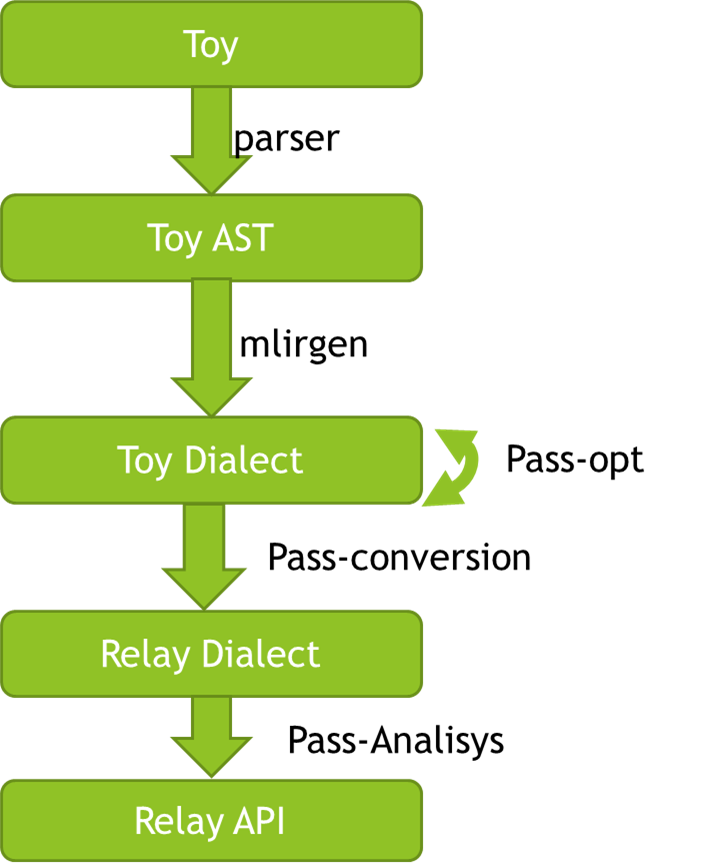 Toy
parser
Toy AST
mlirgen
Toy Dialect
Pass-opt
Pass-conversion
Relay Dialect
Pass-Analisys
Relay API